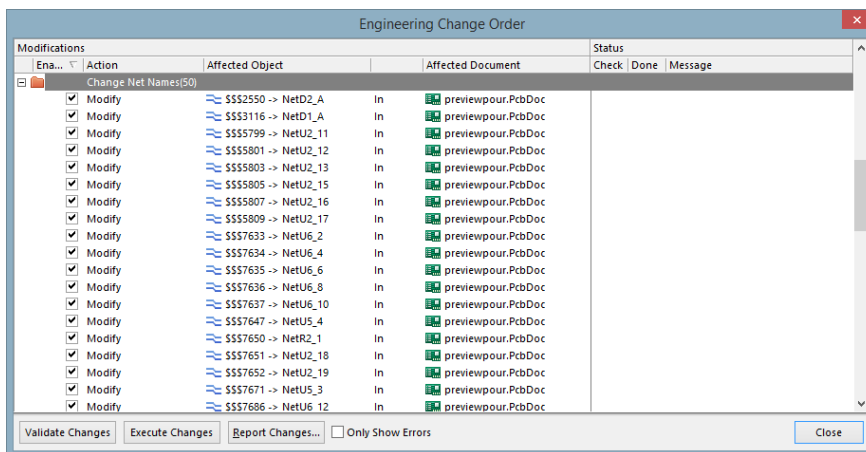 Engineering Change Order
Modifications Status
Ena... Action Affected Object Affected Document Check Done Message
Change Net Names(50)
Modify $$$2550 -> NetD2_A In previewpour.PcbDoc
Modify $$$3116 -> NetD1_A In previewpour.PcbDoc
Modify $$$5799 -> NetU2_11 In previewpour.PcbDoc
Modify $$$5801 -> NetU2_12 In previewpour.PcbDoc
Modify $$$5803 -> NetU2_13 In previewpour.PcbDoc
Modify $$$5805 -> NetU2_15 In previewpour.PcbDoc
Modify $$$5807 -> NetU2_16 In previewpour.PcbDoc
Modify $$$5809 -> NetU2_17 In previewpour.PcbDoc
Modify $$$7633 -> NetU6_2 In previewpour.PcbDoc
Modify $$$7634 -> NetU6_4 In previewpour.PcbDoc
Modify $$$7635 -> NetU6_6 In previewpour.PcbDoc
Modify $$$7636 -> NetU6_8 In previewpour.PcbDoc
Modify $$$7637 -> NetU6_10 In previewpour.PcbDoc
Modify $$$7647 -> NetU5_4 In previewpour.PcbDoc
Modify $$$7650 -> NetR2_1 In previewpour.PcbDoc
Modify $$$7651 -> NetU2_18 In previewpour.PcbDoc
Modify $$$7652 -> NetU2_19 In previewpour.PcbDoc
Modify $$$7671 -> NetU5_3 In previewpour.PcbDoc
Modify $$$7686 -> NetU6_12 In previewpour.PcbDoc
Validate Changes Execute Changes Report Changes... Only Show Errors Close